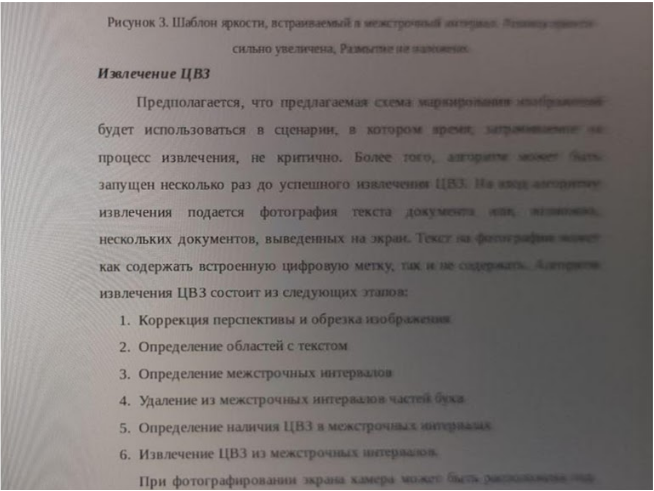 Рисунок 3. Шаблон яркости, встраиваемый в межстрочный интервал. Яркость
сильно увеличена, Размытие не наложено.
Извлечение ЦВЗ
Предполагается, что предлагаемая схема маркирования изображений
будет использоваться в сценарии, в котором время, затрачиваемое на
процесс извлечения, не критично. Более того, алгоритм может быть
запущен несколько раз до успешного извлечения ЦВЗ. На вход алгоритму
извлечения подается фотография текста документа или, возможно,
нескольких документов, выведенных на экран. Текст на фотографии может
как содержать встроенную цифровую метку, так и не содержать. Алгоритм
извлечения ЦВЗ состоит из следующих этапов:
1. Коррекция перспективы и обрезка изображения
2. Определение областей с текстом
3. Определение межстрочных интервалов
4. Удаление из межстрочных интервалов частей букв
5. Определение наличия ЦВЗ в межстрочных интервалах
6. Извлечение ЦВЗ из межстрочных интервалов.
При фотографировании экрана камера может быть расположена под